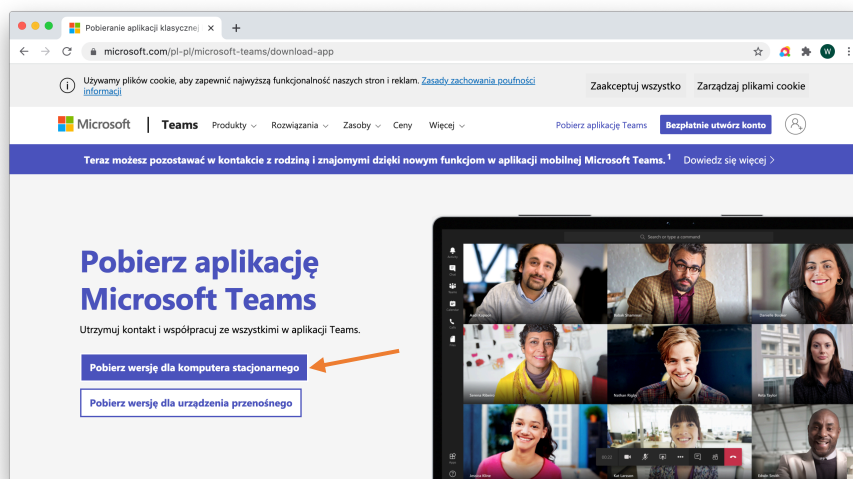 Pobieranie aplikacji klasycznej
microsoft.com/pl-pl/microsoft-teams/download-app
W
Używamy plików cookie, aby zapewnić najwyższą funkcjonalność naszych stron i reklam. Zasady zachowania poufności
informacji
Zaakceptuj wszystko
Zarządzaj plikami cookie
Microsoft
Teams
Produkty
Rozwiązania
Zasoby
Ceny
Więcej
Pobierz aplikację Teams
Bezpłatnie utwórz konto
Teraz możesz pozostawać w kontakcie z rodziną i znajomymi dzięki nowym funkcjom w aplikacji mobilnej Microsoft Teams.1 Dowiedz się więcej
Pobierz aplikację
Microsoft Teams
Utrzymuj kontakt i współpracuj ze wszystkimi w aplikacji Teams.
Pobierz wersję dla komputera stacjonarnego
Pobierz wersję dla urządzenia przenośnego
Search or type a command